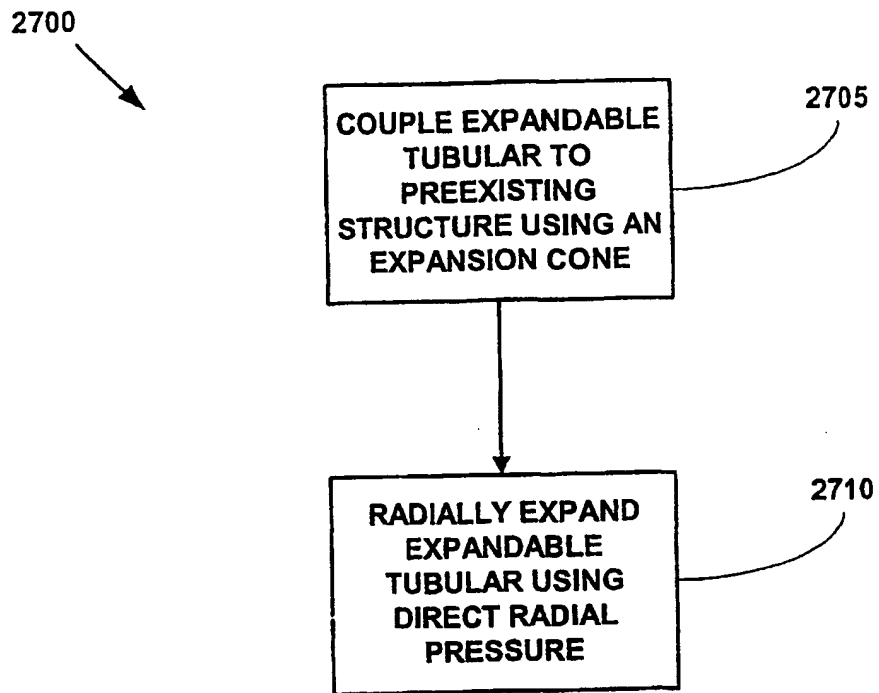 2700
2705
COUPLE EXPANDABLE
TUBULAR TO
PREEXISTING
STRUCTURE USING AN
EXPANSION CONE
2710
RADIALLY EXPAND
EXPANDABLE
TUBULAR USING
DIRECT RADIAL
PRESSURE